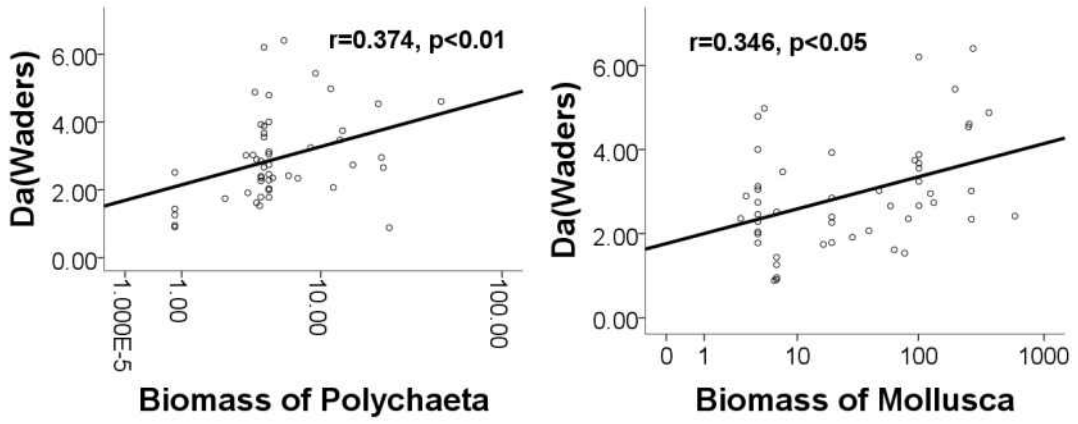 r=0.374, p<0.01
Da(Waders)
6.00
4.00
2.00
0.00
1.000E-5
1.00
10.00
100.00
Biomass of Polychaeta
r=0.346, p<0.05
Da(Waders)
6.00
4.00
2.00
0.00
0
1
10
100
1000
Biomass of Mollusca